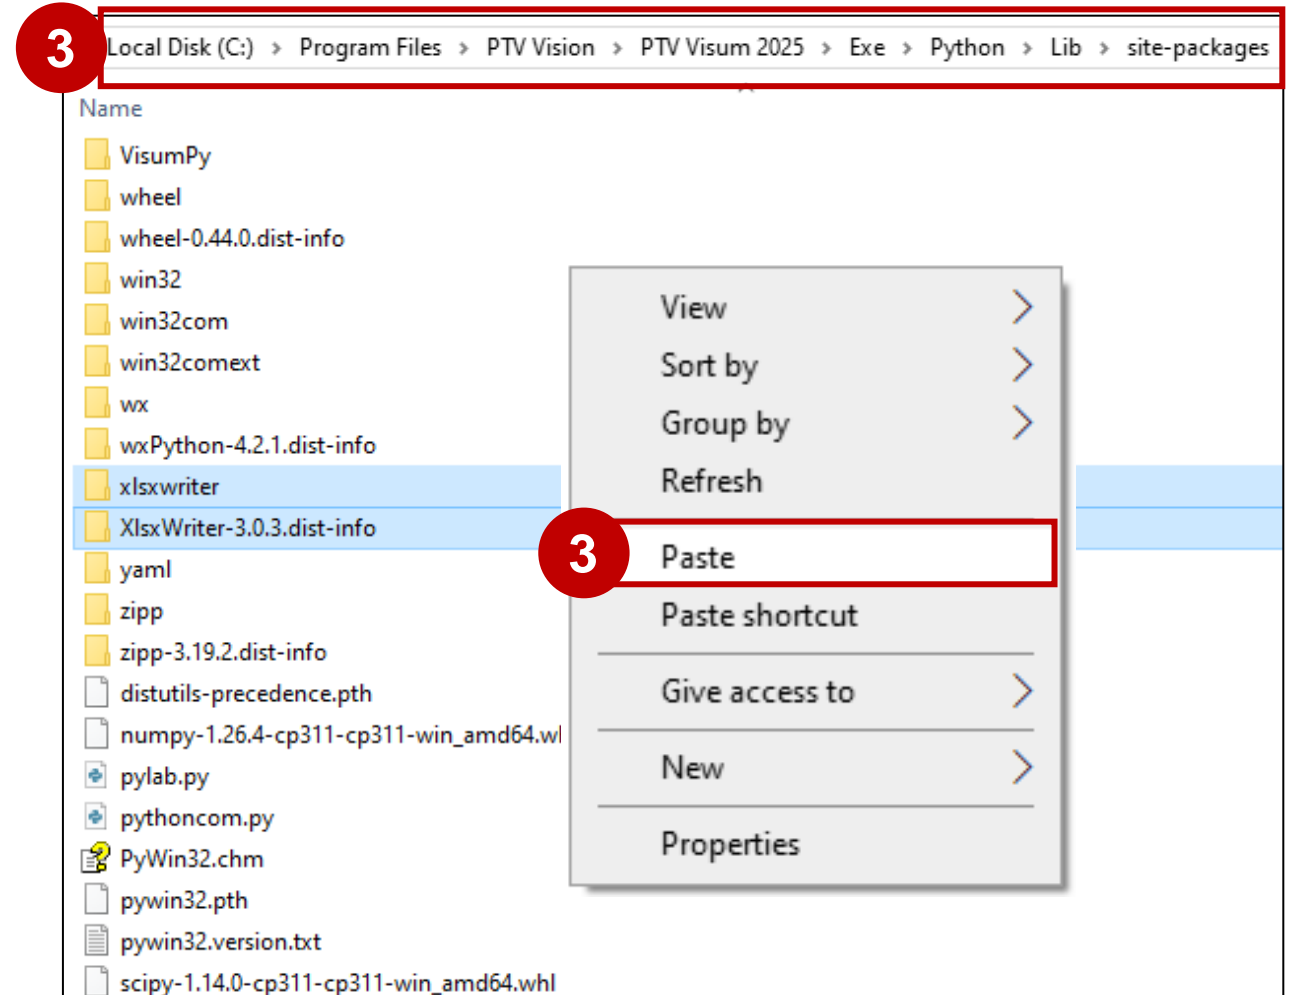 3
Local Disk (C:) > Program Files > PTV Vision > PTV Visum 2025 > Exe > Python > Lib > site-packages
Name
VisumPy
wheel
wheel-0.44.0.dist-info
win32
win32com
win32comext
wx
wxPython-4.2.1.dist-info
xlsxwriter
XlsxWriter-3.0.3.dist-info
yaml
zipp
zipp-3.19.2.dist-info
distutils-precedence.pth
numpy-1.26.4-cp311-cp311-win_amd64.wl
pylab.py
pythoncom.py
PyWin32.chm
pywin32.pth
pywin32.version.txt
scipy-1.14.0-cp311-cp311-win_amd64.whl
View
Sort by
Group by
Refresh
3
Paste
Paste shortcut
Give access to
New
Properties